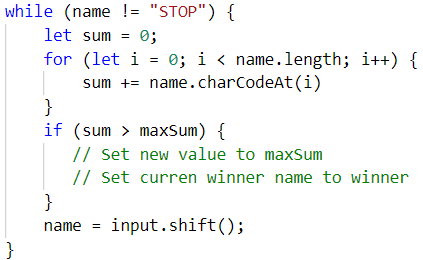 while (name != "STOP") {
let sum = 0;
for (let i = 0; i < name.length; i++) {
sum += name.charCodeAt(i)
}
if (sum > maxSum) {
// Set new value to maxSum
// Set curren winner name to winner
}
name = input.shift();
}